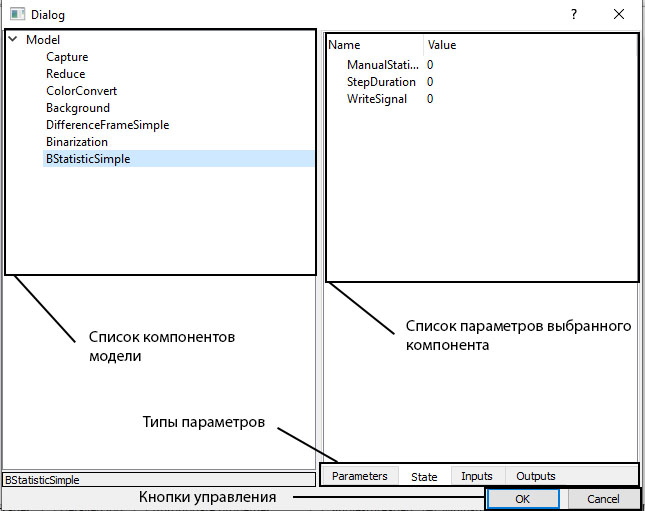 Dialog
?
Model
Capture
Reduce
ColorConvert
Background
DifferenceFrameSimple
Binarization
BStatisticSimple
Name Value
ManualStati... 0
StepDuration 0
WriteSignal 0
Список компонентов
модели
Список параметров выбранного
компонента
Типы параметров
Parameters State Inputs Outputs
BStatisticSimple
Кнопки управления
OK Cancel